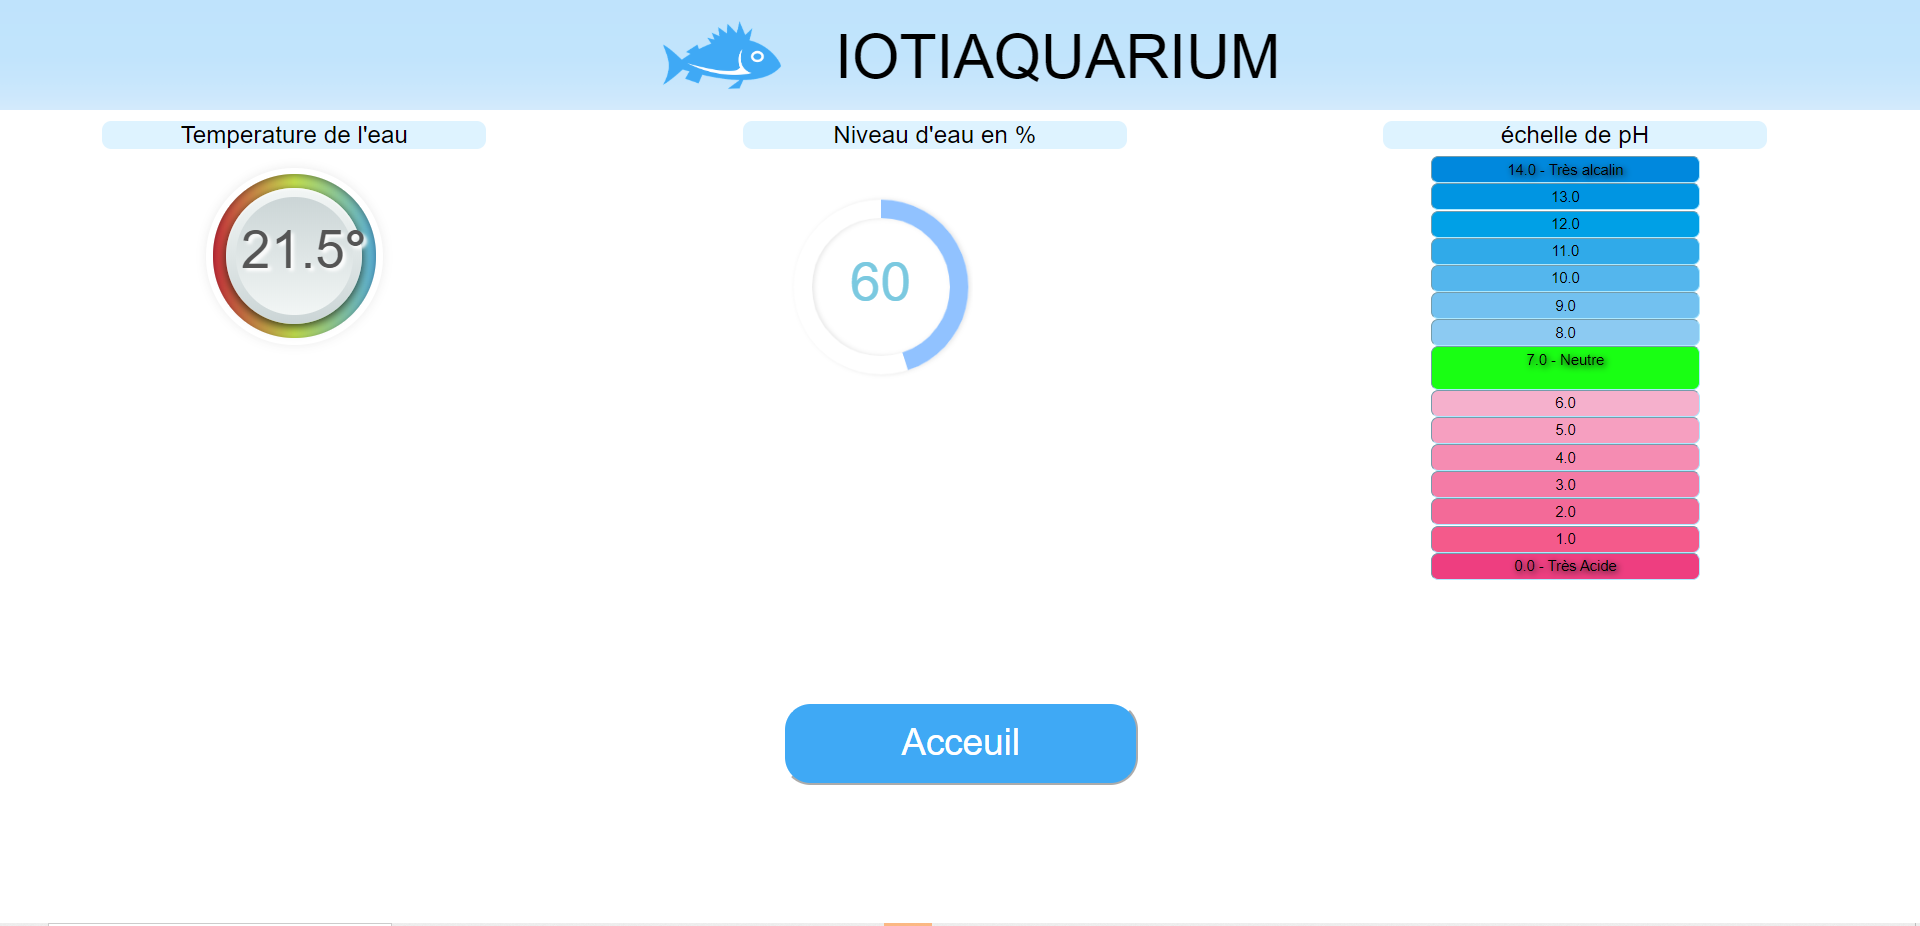 IOTIAQUARIUM
Temperature de l'eau
21.5°
Niveau d'eau en %
60
échelle de pH
14.0 - Très alcalin
13.0
12.0
11.0
10.0
9.0
8.0
7.0 - Neutre
6.0
5.0
4.0
3.0
2.0
1.0
0.0 - Très Acide
Acceuil